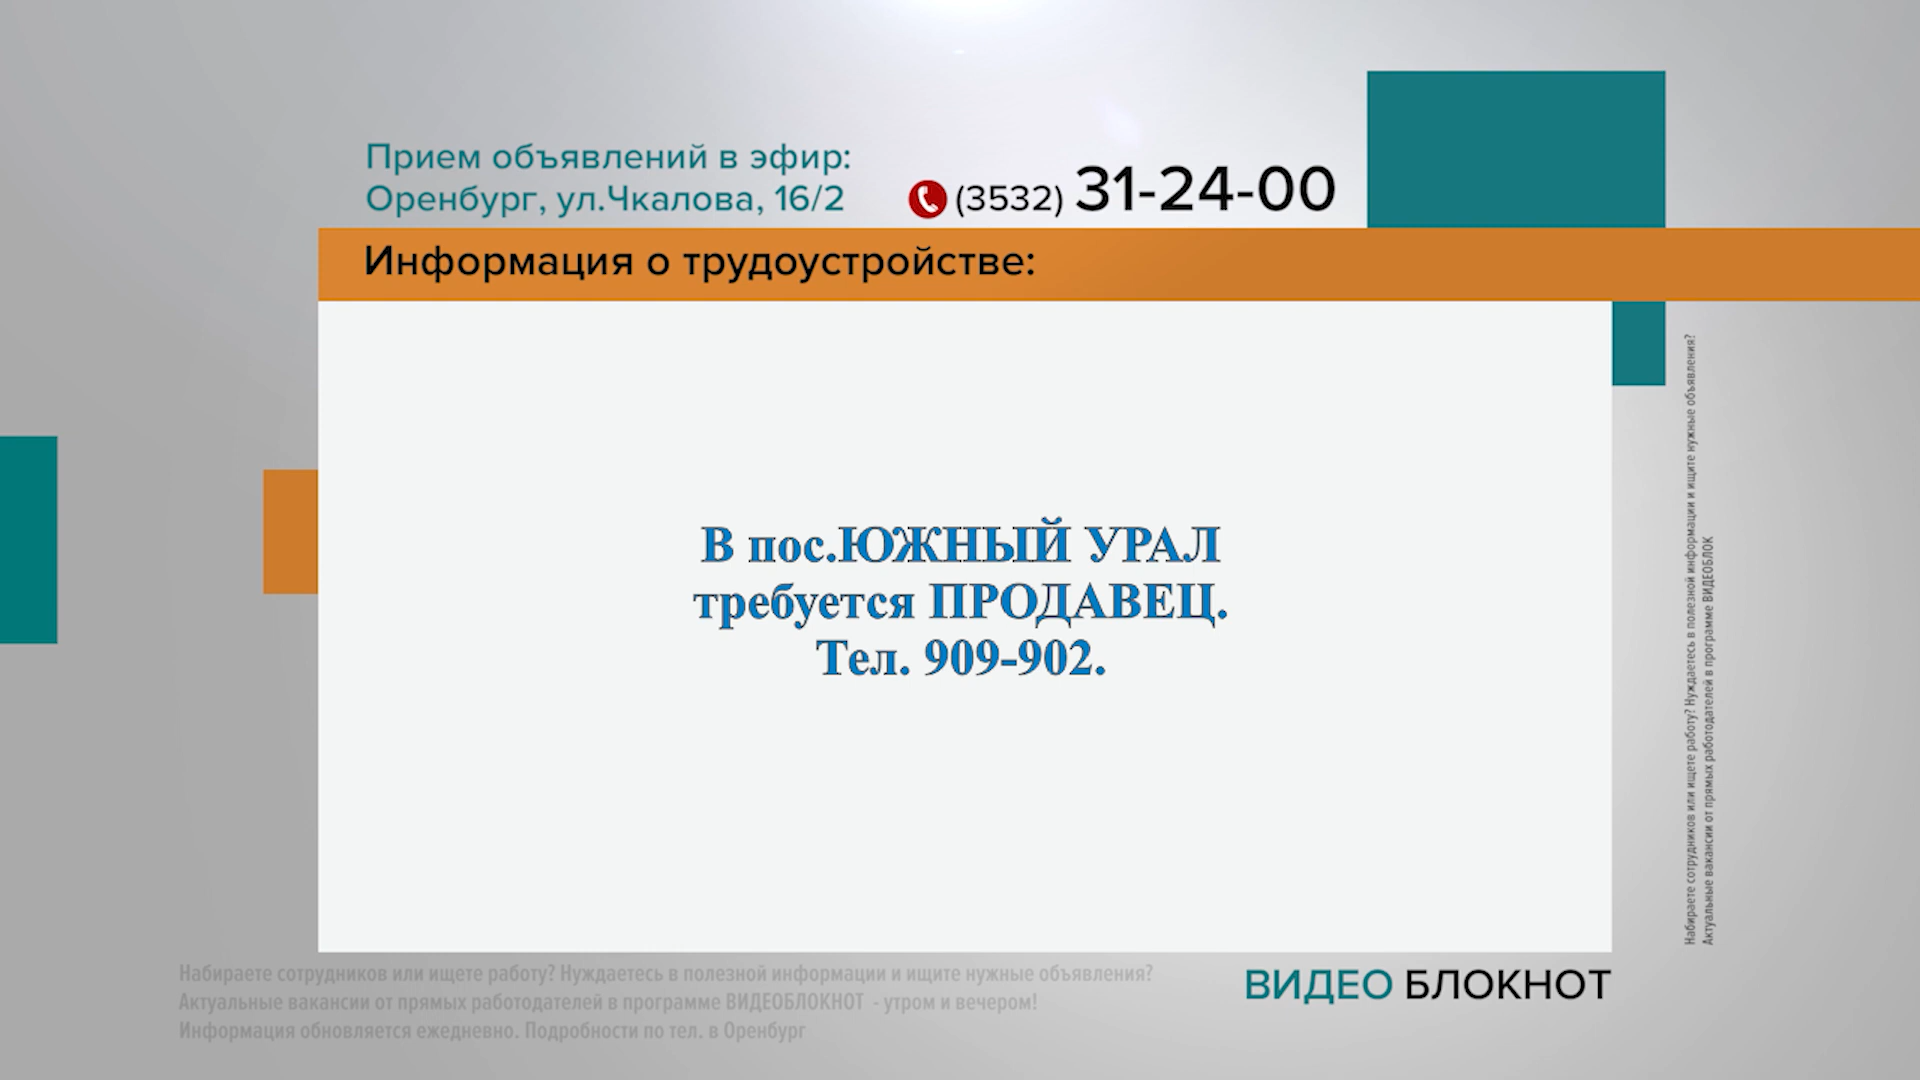 Прием объявлений в эфир:
Оренбург, ул.Чкалова, 16/2
(3532) 31-24-00
Информация о трудоустройстве:
В пос.ЮЖНЫЙ УРАЛ
требуется ПРОДАВЕЦ.
Тел. 909-902.
Набираете сотрудников или ищете работу? Нуждаетесь в полезной информации и ищите нужные объявления?
Актуальные вакансии от прямых работодателей в программе ВИДЕОБЛОК
Набираете сотрудников или ищете работу? Нуждаетесь в полезной информации и ищите нужные объявления?
Актуальные вакансии от прямых работодателей в программе ВИДЕОБЛОКНОТ - утром и вечером!
Информация обновляется ежедневно. Подробности по тел. в Оренбург
ВИДЕО БЛОКНОТ